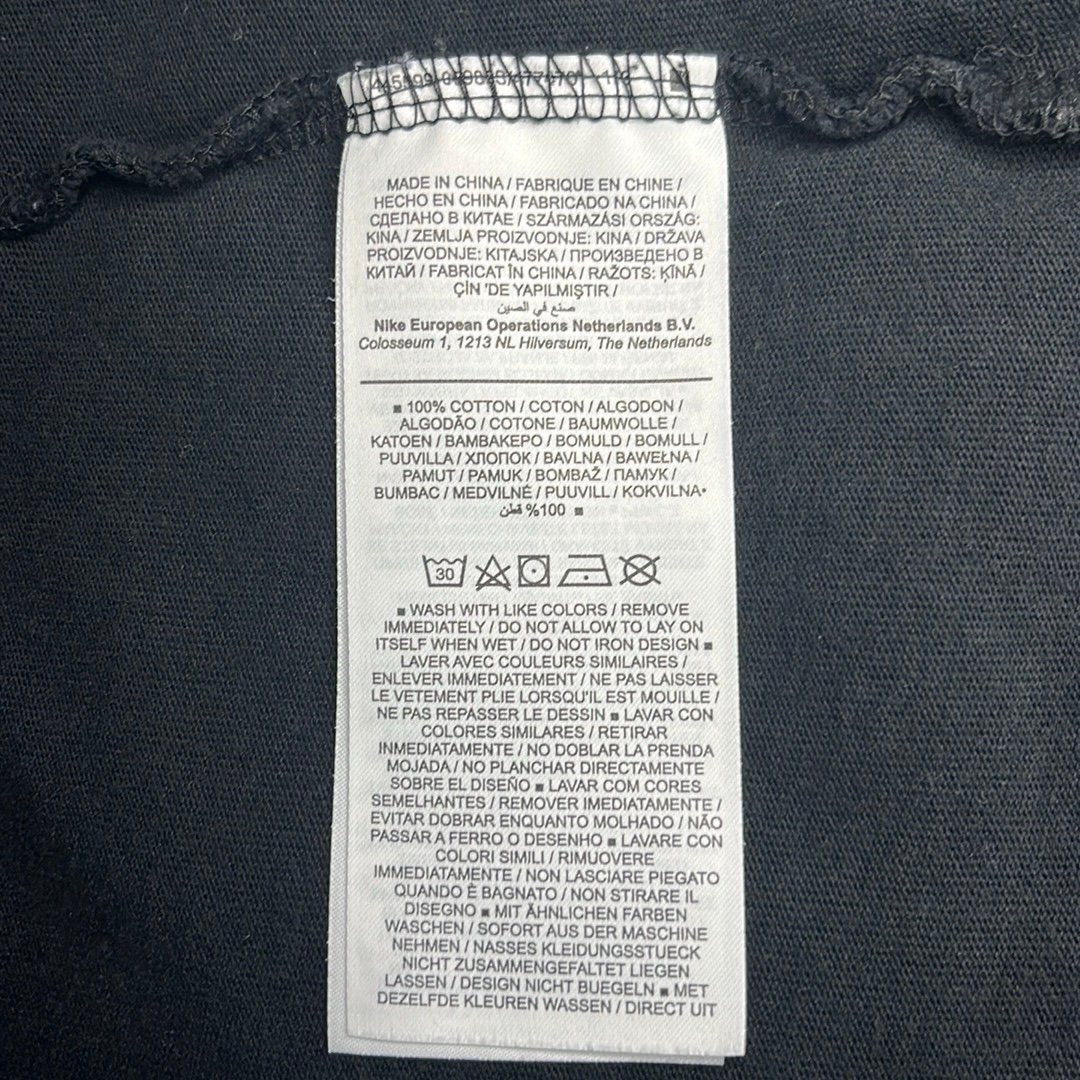 MADE IN CHINA / FABRIQUE EN CHINE /
HECHO EN CHINA / FABRICADO NA CHINA /
СДЕЛАНО В КИТАЕ / SZÁRMAZÁSI ORSZÁG:
KINA / ZEMLJA PROIZVODNJE: KINA / DRŽAVA
PROIZVODNJE: KITAJSKA / ПРОИЗВЕДЕНО В
КИТАЙ / FABRICAT ÎN CHINA / RAŽOTS: ĶĪNĀ /
ÇİN 'DE YAPILMIŞTIR /
صنع في الصين
Nike European Operations Netherlands B.V.
Colosseum 1, 1213 NL Hilversum, The Netherlands
■ 100% COTTON / COTON / ALGODON /
ALGODÃO / COTONE / BAUMWOLLE /
KATOEN / ΒΑΜΒΑΚΕΡΟ / BOMULD / BOMULL /
PUUVILLA / ХЛОПОК / BAVLNA / BAWEŁNA /
PAMUT / PAMUK / BOMBAŽ / ПАМУК /
BUMBAC / MEDVILNĖ / PUUVILL / KOKVILNA•
100% قطن ■
30
■ WASH WITH LIKE COLORS / REMOVE
IMMEDIATELY / DO NOT ALLOW TO LAY ON
ITSELF WHEN WET / DO NOT IRON DESIGN ■
LAVER AVEC COULEURS SIMILAIRES /
ENLEVER IMMEDIATEMENT / NE PAS LAISSER
LE VETEMENT PLIE LORSQU'IL EST MOUILLE /
NE PAS REPASSER LE DESSIN ■ LAVAR CON
COLORES SIMILARES / RETIRAR
INMEDIATAMENTE / NO DOBLAR LA PRENDA
MOJADA / NO PLANCHAR DIRECTAMENTE
SOBRE EL DISEÑO ■ LAVAR COM CORES
SEMELHANTES / REMOVER IMEDIATAMENTE /
EVITAR DOBRAR ENQUANTO MOLHADO / NÃO
PASSAR A FERRO O DESENHO ■ LAVARE CON
COLORI SIMILI / RIMUOVERE
IMMEDIATAMENTE / NON LASCIARE PIEGATO
QUANDO È BAGNATO / NON STIRARE IL
DISEGNO ■ MIT ÄHNLICHEN FARBEN
WASCHEN / SOFORT AUS DER MASCHINE
NEHMEN / NASSES KLEIDUNGSSTUECK
NICHT ZUSAMMENGEFALTET LIEGEN
LASSEN / DESIGN NICHT BUEGELN ■ MET
DEZELFDE KLEUREN WASSEN / DIRECT UIT